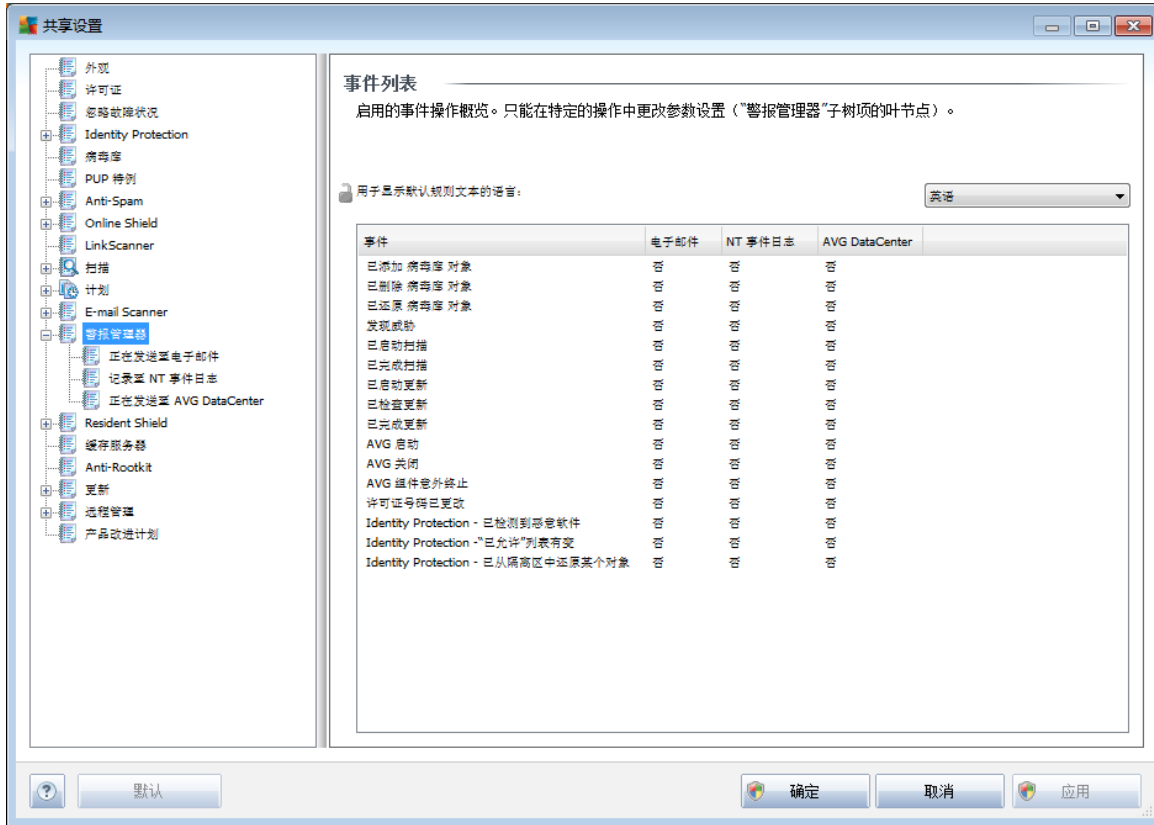 共享设置
外观
许可证
忽略故障状况
Identity Protection
病毒库
PUP 特例
Anti-Spam
Online Shield
LinkScanner
扫描
计划
E-mail Scanner
警报管理器
正在发送至电子邮件
记录至 NT 事件日志
正在发送至 AVG DataCenter
Resident Shield
缓存服务器
Anti-Rootkit
更新
远程管理
产品改进计划
事件列表
启用的事件操作概览。只能在特定的操作中更改参数设置（“警报管理器”子树项的叶节点）。
用于显示默认规则文本的语言: 英语
事件 电子邮件 NT 事件日志 AVG DataCenter
已添加 病毒库 对象 否 否 否
已删除 病毒库 对象 否 否 否
已还原 病毒库 对象 否 否 否
发现威胁 否 否 否
已启动扫描 否 否 否
已完成扫描 否 否 否
已启动更新 否 否 否
已检查更新 否 否 否
已完成更新 否 否 否
AVG 启动 否 否 否
AVG 关闭 否 否 否
AVG 组件意外终止 否 否 否
许可证号码已更改 否 否 否
Identity Protection - 已检测到恶意软件 否 否 否
Identity Protection -“已允许”列表有变 否 否 否
Identity Protection - 已从隔离区中还原某个对象 否 否 否
? 默认 确定 取消 应用